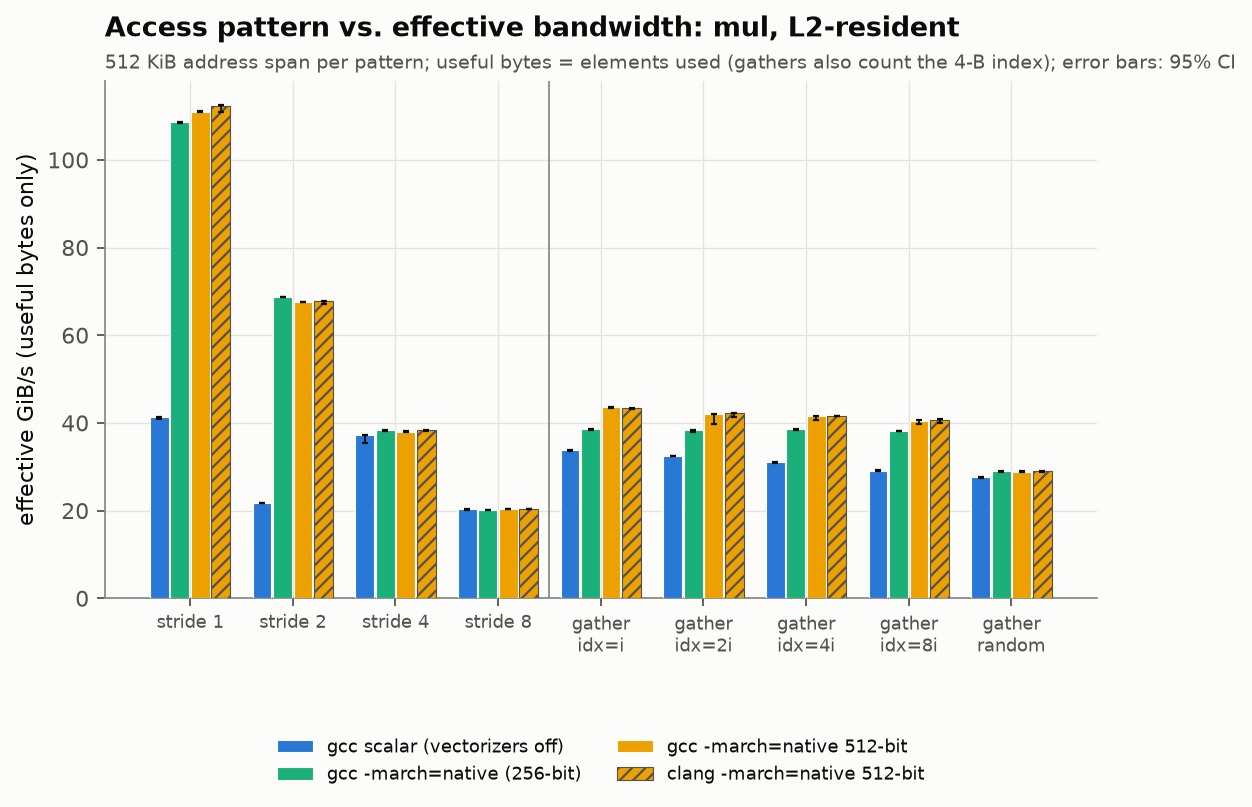 Access pattern vs. effective bandwidth: mul, L2-resident
512 KiB address span per pattern; useful bytes = elements used (gathers also count the 4-B index); error bars: 95% CI
effective GiB/s (useful bytes only)
100
80
60
40
20
0
stride 1
stride 2
stride 4
stride 8
gather
idx=i
gather
idx=2i
gather
idx=4i
gather
idx=8i
gather
random
gcc scalar (vectorizers off)
gcc -march=native (256-bit)
gcc -march=native 512-bit
clang -march=native 512-bit